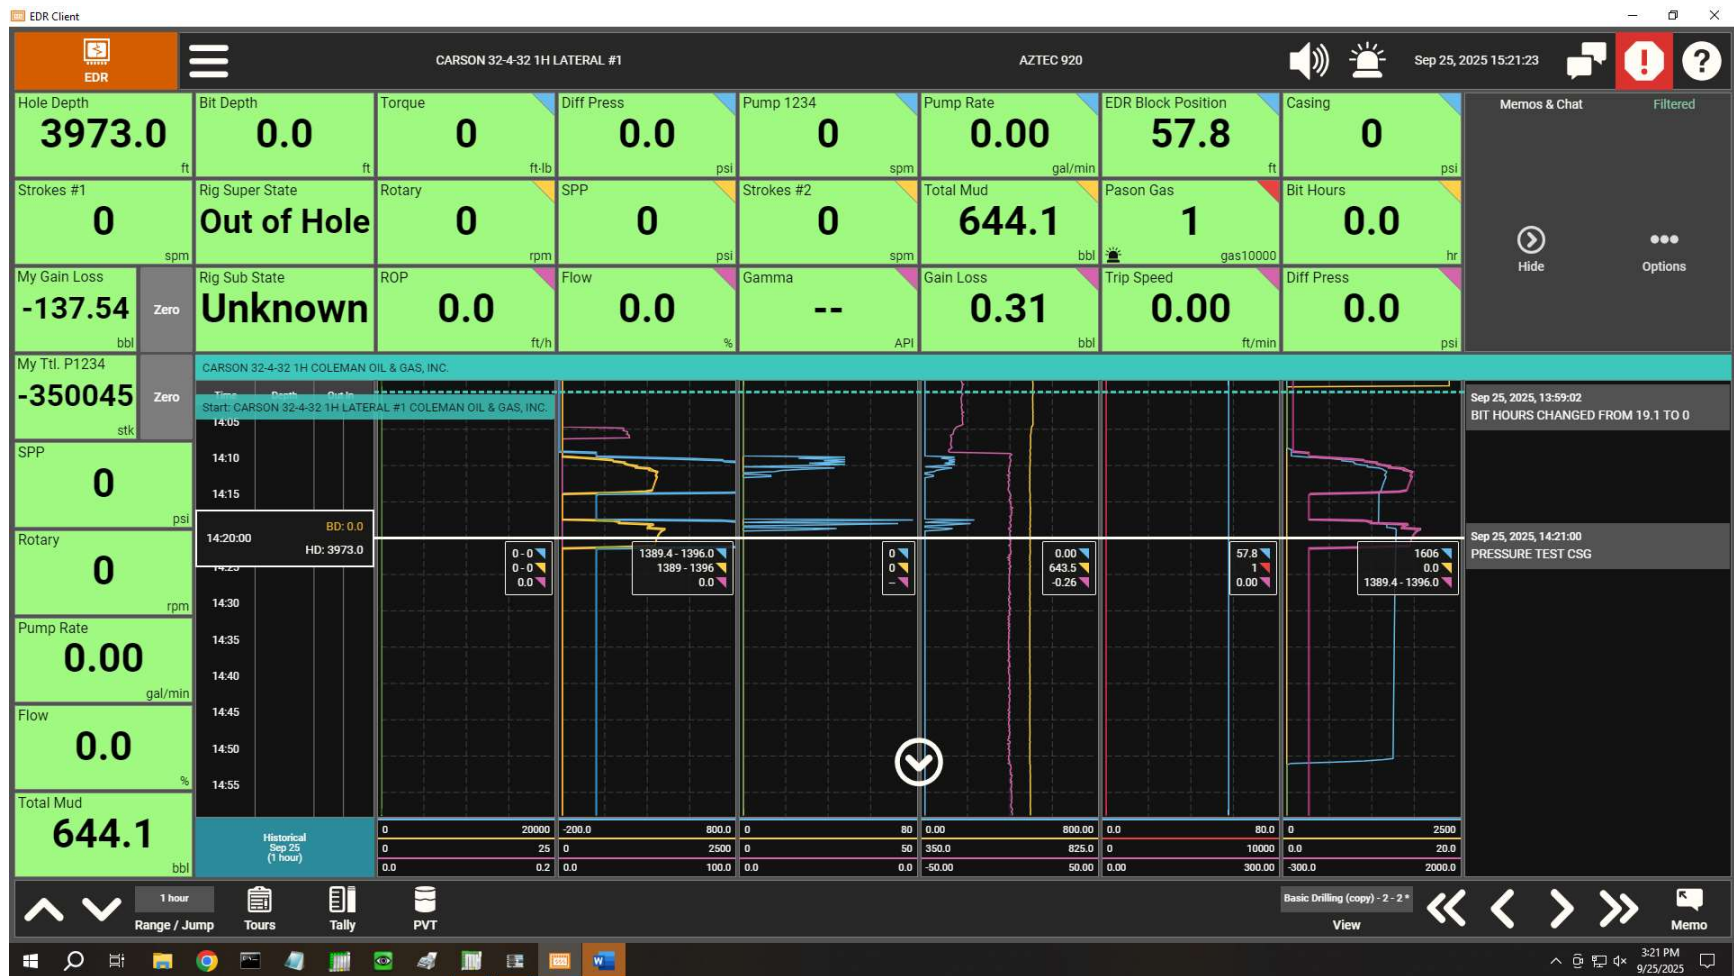 EDR Client
EDR
CARSON 32-4-32 1H LATERAL #1
AZTEC 920
Sep 25, 2025 15:21:23
Hole Depth
3973.0
ft
Bit Depth
0.0
ft
Torque
0
ft-lb
Diff Press
0.0
psi
Pump 1234
0
spm
Pump Rate
0.00
gal/min
EDR Block Position
57.8
ft
Casing
0
psi
Memos & Chat
Filtered
Strokes #1
0
spm
Rig Super State
Out of Hole
Rotary
0
rpm
SPP
0
psi
Strokes #2
0
spm
Total Mud
644.1
bbl
Pason Gas
1
gas10000
Bit Hours
0.0
hr
Hide
Options
My Gain Loss
-137.54
bbl
Zero
Rig Sub State
Unknown
ROP
0.0
ft/h
Flow
0.0
%
Gamma
--
API
Gain Loss
0.31
bbl
Trip Speed
0.00
ft/min
Diff Press
0.0
psi
My Ttl. P1234
-350045
stk
Zero
CARSON 32-4-32 1H COLEMAN OIL & GAS, INC.
Start: CARSON 32-4-32 1H LATERAL #1 COLEMAN OIL & GAS, INC.
14:05
14:10
14:15
14:20:00
BD: 0.0
HD: 3973.0
14:25
14:30
14:35
14:40
14:45
14:50
14:55
SPP
0
psi
Rotary
0
rpm
Pump Rate
0.00
gal/min
Flow
0.0
%
Total Mud
644.1
bbl
0 - 0
0 - 0
0.0
1389.4 - 1396.0
1389 - 1396
0.0
0
0
--
0.00
643.5
-0.26
57.8
1
0.00
1606
0.0
1389.4 - 1396.0
Sep 25, 2025, 13:59:02
BIT HOURS CHANGED FROM 19.1 TO 0
Sep 25, 2025, 14:21:00
PRESSURE TEST CSG
Historical
Sep 25
(1 hour)
0 20000 -200.0 800.0 0 80 0.00 800.00 0.0 80.0 0 2500
0 25 0 2500 0 50 350.0 825.0 0 10000 0.0 20.0
0.0 0.2 0.0 100.0 0.0 0.0 -50.00 50.00 0.00 300.00 -300.0 2000.0
1 hour
Range / Jump
Tours
Tally
PVT
Basic Drilling (copy) - 2 - 2 *
View
Memo
3:21 PM
9/25/2025